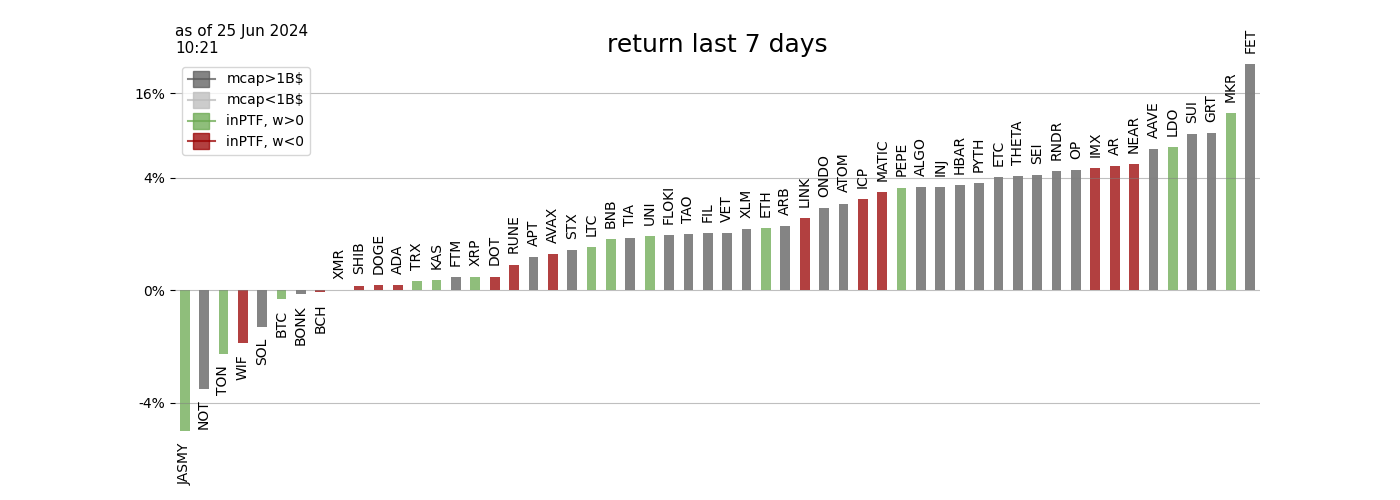 as of 25 Jun 2024
10:21
return last 7 days
mcap>1B$
mcap<1B$
inPTF, w>0
inPTF, w<0
16%
4%
0%
-4%
JASMY
NOT
TON
WIF
SOL
BTC
BONK
BCH
XMR
SHIB
DOGE
ADA
TRX
KAS
FTM
XRP
DOT
RUNE
APT
AVAX
STX
LTC
BNB
TIA
UNI
FLOKI
TAO
FIL
VET
XLM
ETH
ARB
LINK
ONDO
ATOM
ICP
MATIC
PEPE
ALGO
INJ
HBAR
PYTH
ETC
THETA
SEI
RNDR
OP
IMX
AR
NEAR
AAVE
LDO
SUI
GRT
MKR
FET